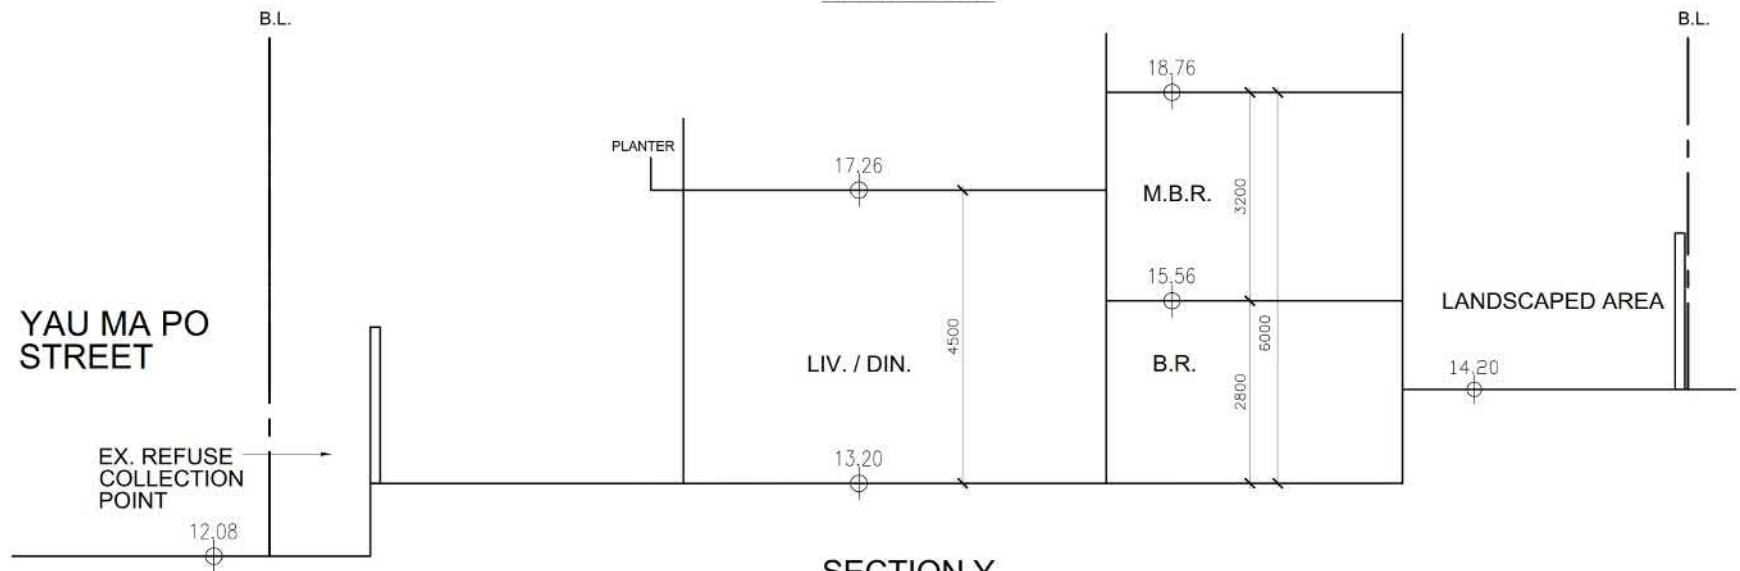 B.L.
B.L.
18.76
PLANTER
17.26
M.B.R.
3200
15.56
LANDSCAPED AREA
YAU MA PO
STREET
4500
6000
LIV. / DIN.
B.R.
14.20
2800
EX. REFUSE
COLLECTION
POINT
13.20
12.08
SECTION Y